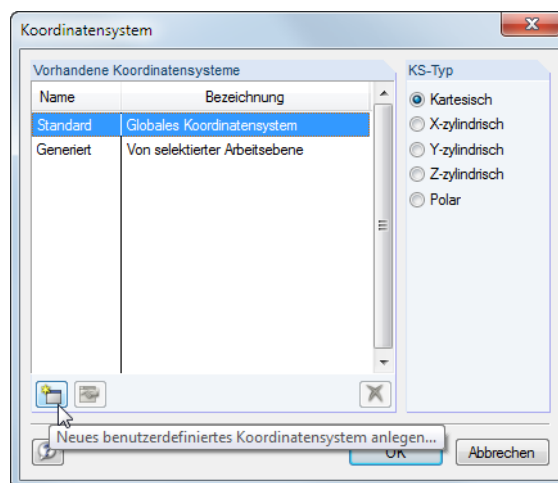 Koordinatensystem
Vorhandene Koordinatensysteme
Name Bezeichnung
Standard Globales Koordinatensystem
Generiert Von selektierter Arbeitsebene
KS-Typ
Kartesisch
X-zylindrisch
Y-zylindrisch
Z-zylindrisch
Polar
Neues benutzerdefiniertes Koordinatensystem anlegen...
OK
Abbrechen